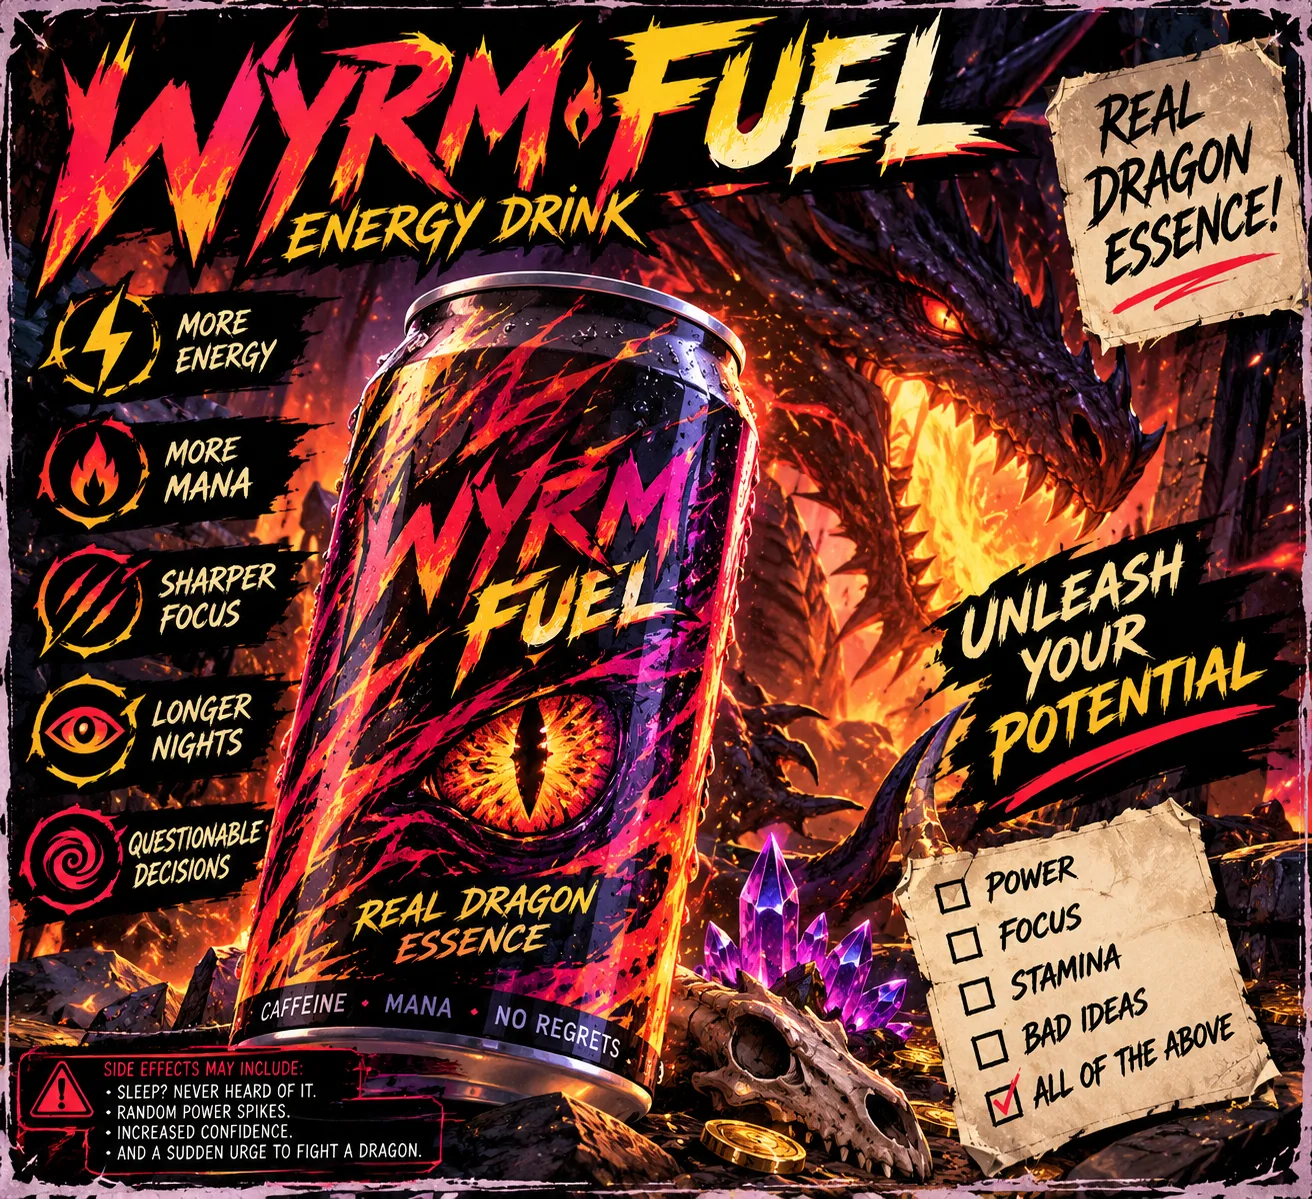 WYRM FUEL
ENERGY DRINK
REAL
DRAGON
ESSENCE!
MORE
ENERGY
MORE
MANA
SHARPER
FOCUS
LONGER
NIGHTS
QUESTIONABLE
DECISIONS
WYRM
FUEL
REAL DRAGON
ESSENCE
CAFFEINE • MANA • NO REGRETS.
UNLEASH
YOUR
POTENTIAL
POWER
FOCUS
STAMINA
BAD IDEAS
ALL OF THE ABOVE
SIDE EFFECTS MAY INCLUDE:
• SLEEP? NEVER HEARD OF IT.
• RANDOM POWER SPIKES.
• INCREASED CONFIDENCE.
• AND A SUDDEN URGE TO FIGHT A DRAGON.